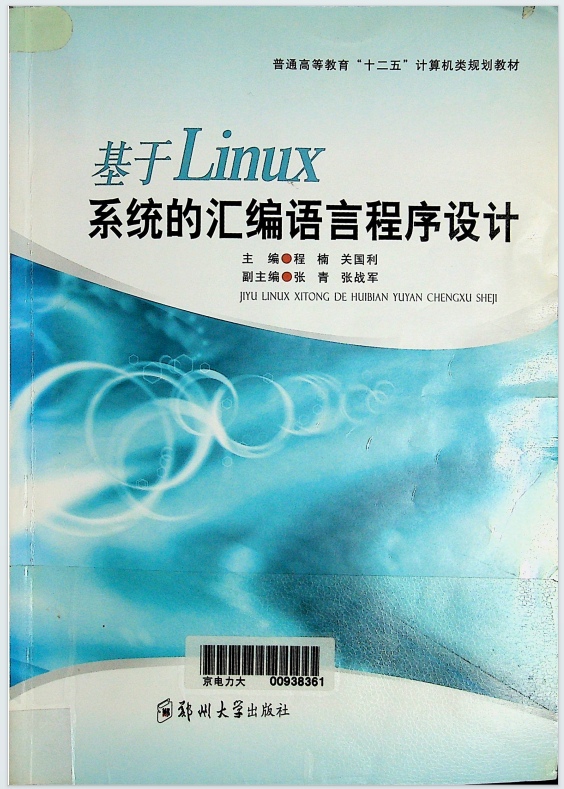 普通高等教育“十二五”计算机类规划教材
基于Linux
系统的汇编语言程序设计
主 编●程 楠 关国利
副主编●张 青 张战军
JIYU LINUX XITONG DE HUIBIAN YUYAN CHENGXU SHEJI
京电力大 00938361
郑州大学出版社